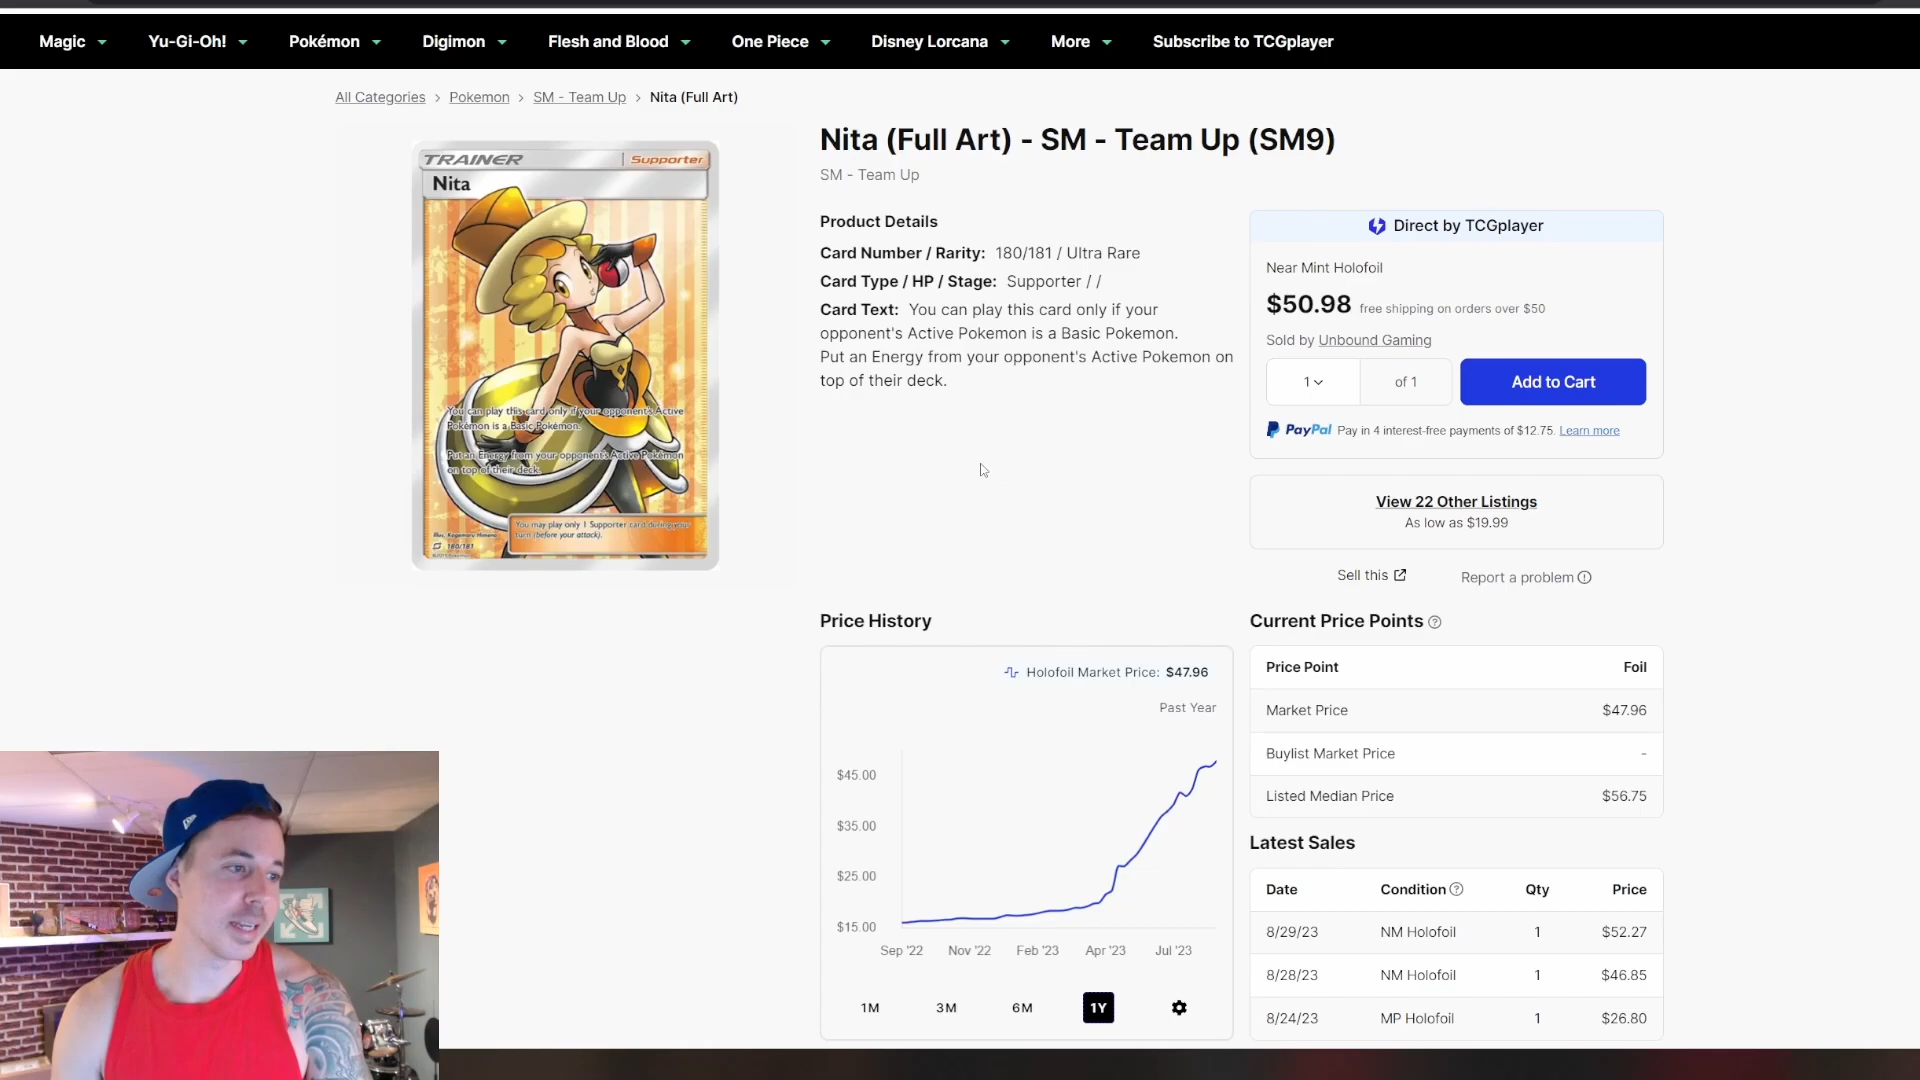 Magic
Yu-Gi-Oh!
Pokémon
Digimon
Flesh and Blood
One Piece
Disney Lorcana
More
Subscribe to TCGplayer
All Categories > Pokemon > SM - Team Up > Nita (Full Art)
TRAINER
Supporter
Nita
You can play this card only if your opponent's Active
Pokémon is a Basic Pokémon.
Put an Energy from your opponent's Active Pokémon
on top of their deck.
You may play only 1 Supporter card during your
turn (before your attack).
180/181
Nita (Full Art) - SM - Team Up (SM9)
SM - Team Up
Product Details
Card Number / Rarity: 180/181 / Ultra Rare
Card Type / HP / Stage: Supporter / /
Card Text: You can play this card only if your
opponent's Active Pokemon is a Basic Pokemon.
Put an Energy from your opponent's Active Pokemon on
top of their deck.
Direct by TCGplayer
Near Mint Holofoil
$50.98 free shipping on orders over $50
Sold by Unbound Gaming
1
of 1
Add to Cart
PayPal Pay in 4 interest-free payments of $12.75. Learn more
View 22 Other Listings
As low as $19.99
Sell this
Report a problem
Price History
Holofoil Market Price: $47.96
Past Year
$45.00
$35.00
$25.00
$15.00
Sep '22
Nov '22
Feb '23
Apr '23
Jul '23
1M
3M
6M
1Y
Current Price Points
Price Point Foil
Market Price $47.96
Buylist Market Price -
Listed Median Price $56.75
Latest Sales
Date Condition Qty Price
8/29/23 NM Holofoil 1 $52.27
8/28/23 NM Holofoil 1 $46.85
8/24/23 MP Holofoil 1 $26.80